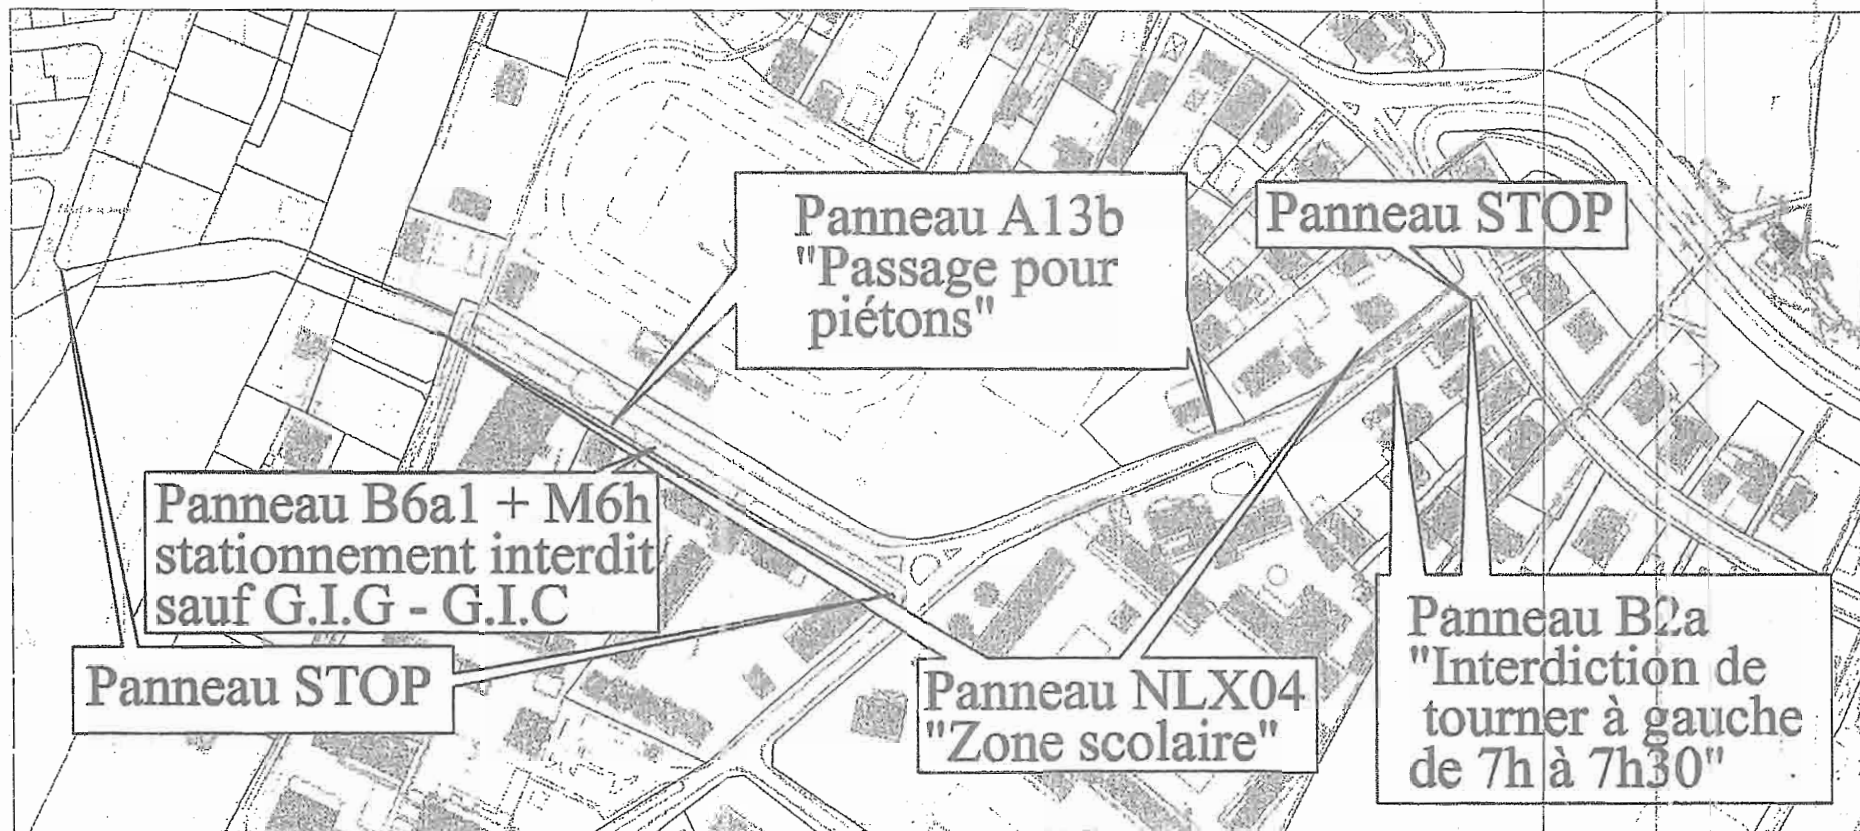 Panneau A13b
"Passage pour
piétons"
Panneau STOP
Panneau B6a1 + M6h
stationnement interdit
sauf G.I.G - G.I.C
Panneau STOP
Panneau NLX04
"Zone scolaire"
Panneau B2a
"Interdiction de
tourner à gauche
de 7h à 7h30"